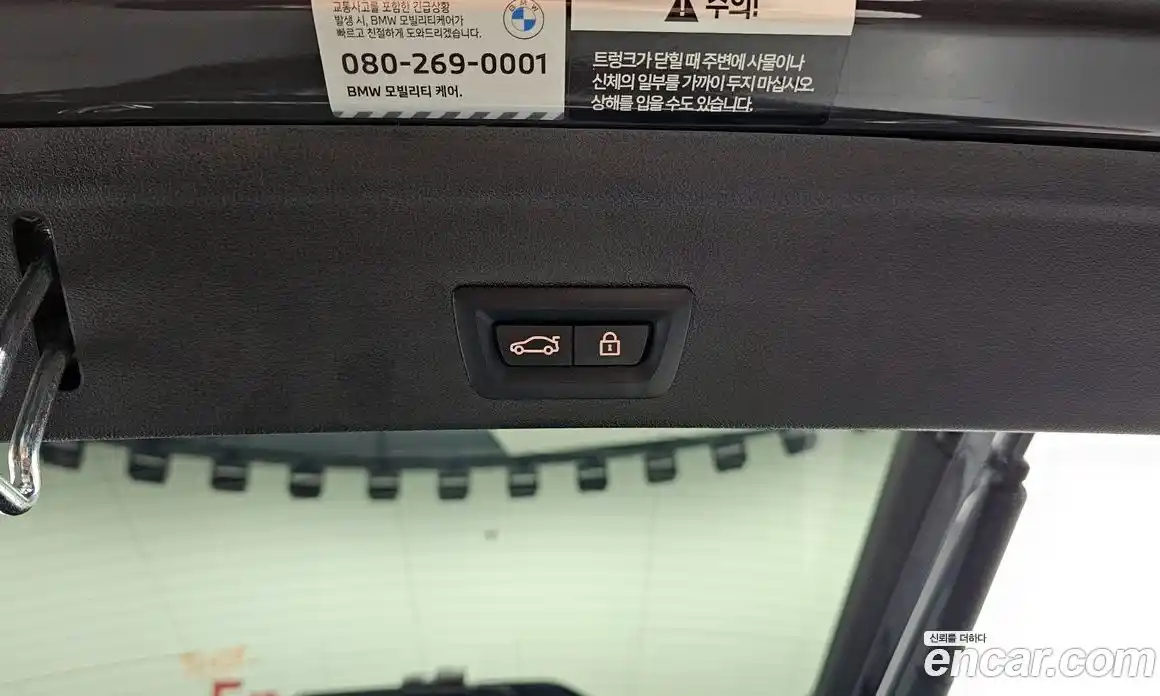 교통사고를 포함한 긴급상황
발생 시, BMW 모빌리티케어가
빠르고 친절하게 도와드리겠습니다.
080-269-0001
BMW 모빌리티 케어.
BMW
주의!
트렁크가 닫힐 때 주변에 사물이나
신체의 일부를 가까이 두지 마십시오.
상해를 입을 수도 있습니다.
신뢰를 더하다
encar.com